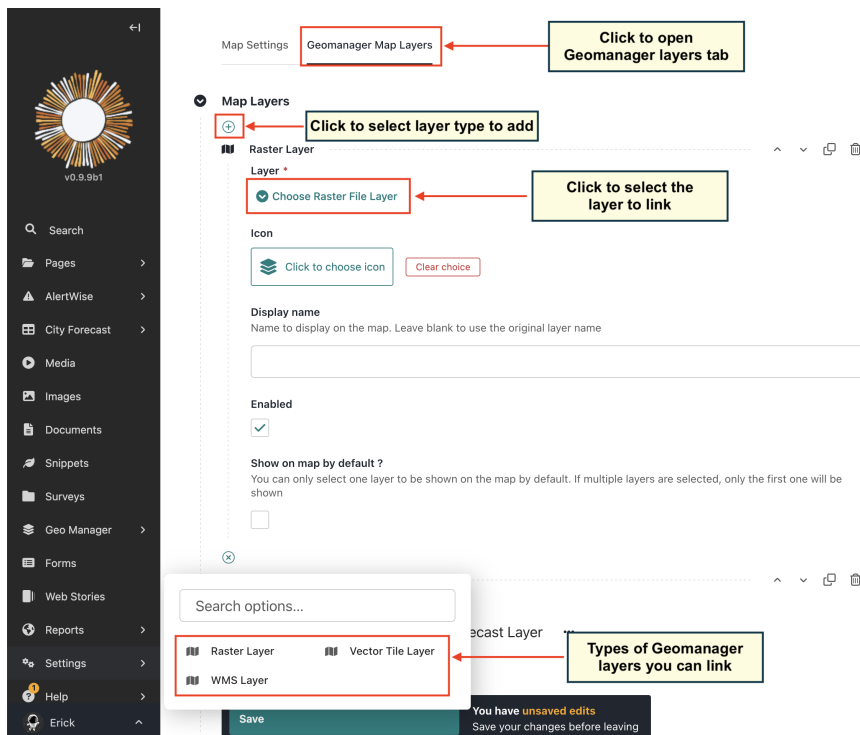 Map Settings
Geomanager Map Layers
Click to open
Geomanager layers tab
Map Layers
Click to select layer type to add
Raster Layer
Layer *
Choose Raster File Layer
Click to select the
layer to link
Icon
Click to choose icon
Clear choice
Display name
Name to display on the map. Leave blank to use the original layer name
Enabled
Show on map by default ?
You can only select one layer to be shown on the map by default. If multiple layers are selected, only the first one will be
shown
v0.9.9b1
Search
Pages
AlertWise
City Forecast
Media
Images
Documents
Snippets
Surveys
Geo Manager
Forms
Web Stories
Reports
Settings
1
Help
Erick
Search options...
Raster Layer
Vector Tile Layer
WMS Layer
ecast Layer
Types of Geomanager
layers you can link
Save
You have unsaved edits
Save your changes before leaving